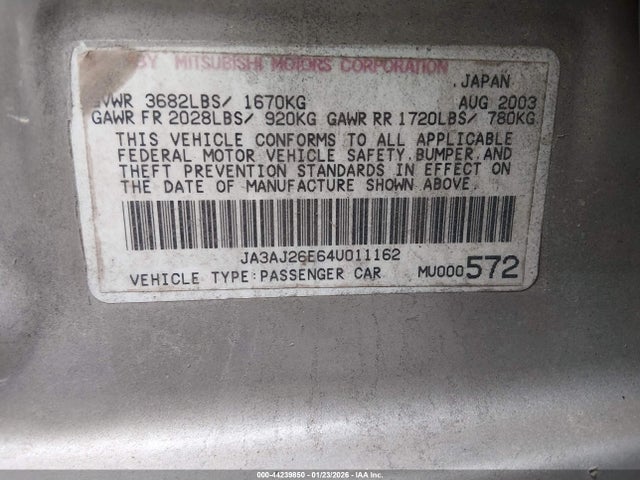 BY MITSUBISHI MOTORS CORPORATION
JAPAN
GVWR 3682LBS/ 1670KG AUG 2003
GAWR FR 2028LBS/ 920KG GAWR RR 1720LBS/ 780KG
THIS VEHICLE CONFORMS TO ALL APPLICABLE
FEDERAL MOTOR VEHICLE SAFETY, BUMPER, AND
THEFT PREVENTION STANDARDS IN EFFECT ON
THE DATE OF MANUFACTURE SHOWN ABOVE.
JA3AJ26E64U011162
VEHICLE TYPE:PASSENGER CAR MU000572
000-44239850 - 01/23/2026 - IAA Inc.